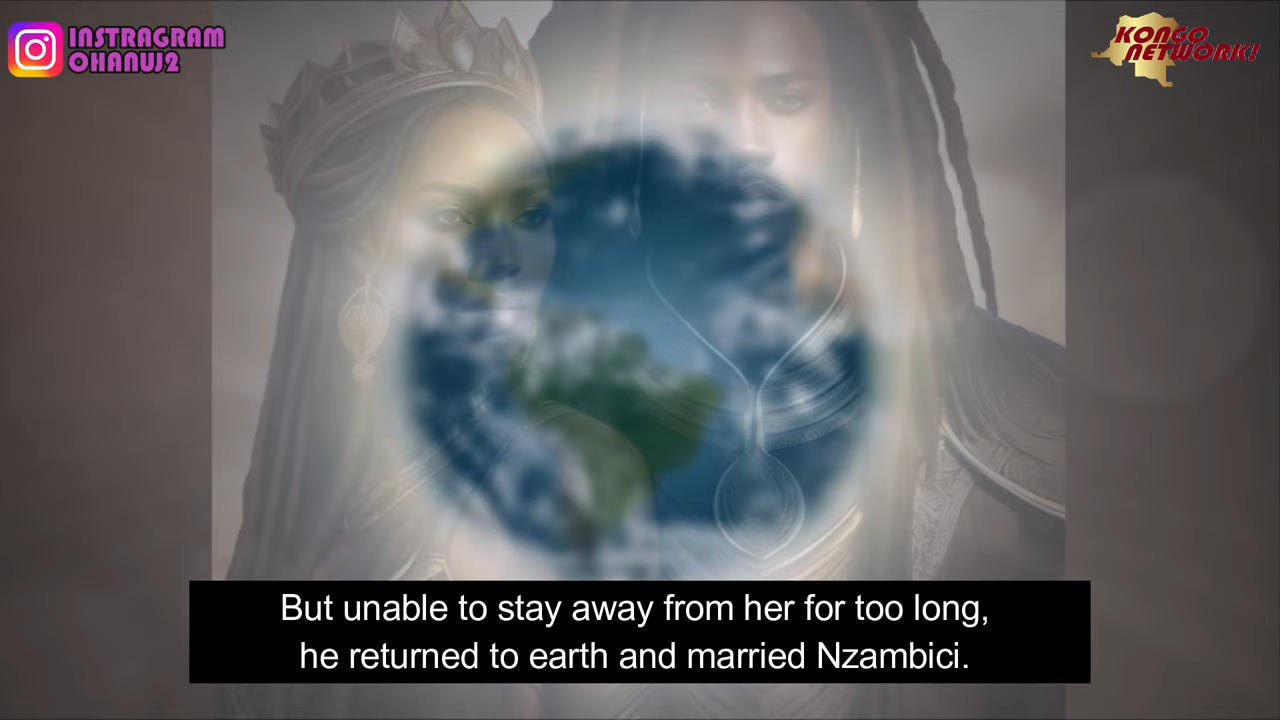 INSTRAGRAM
OHANUJ2
KONGO
NETWORK!
But unable to stay away from her for too long,
he returned to earth and married Nzambici.